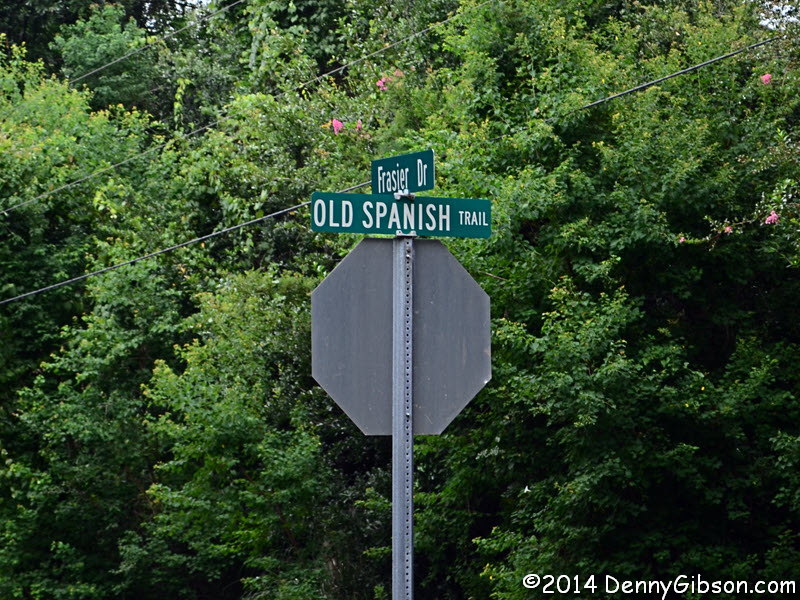 Frasier Dr
OLD SPANISH TRAIL
©2014 DennyGibson.com